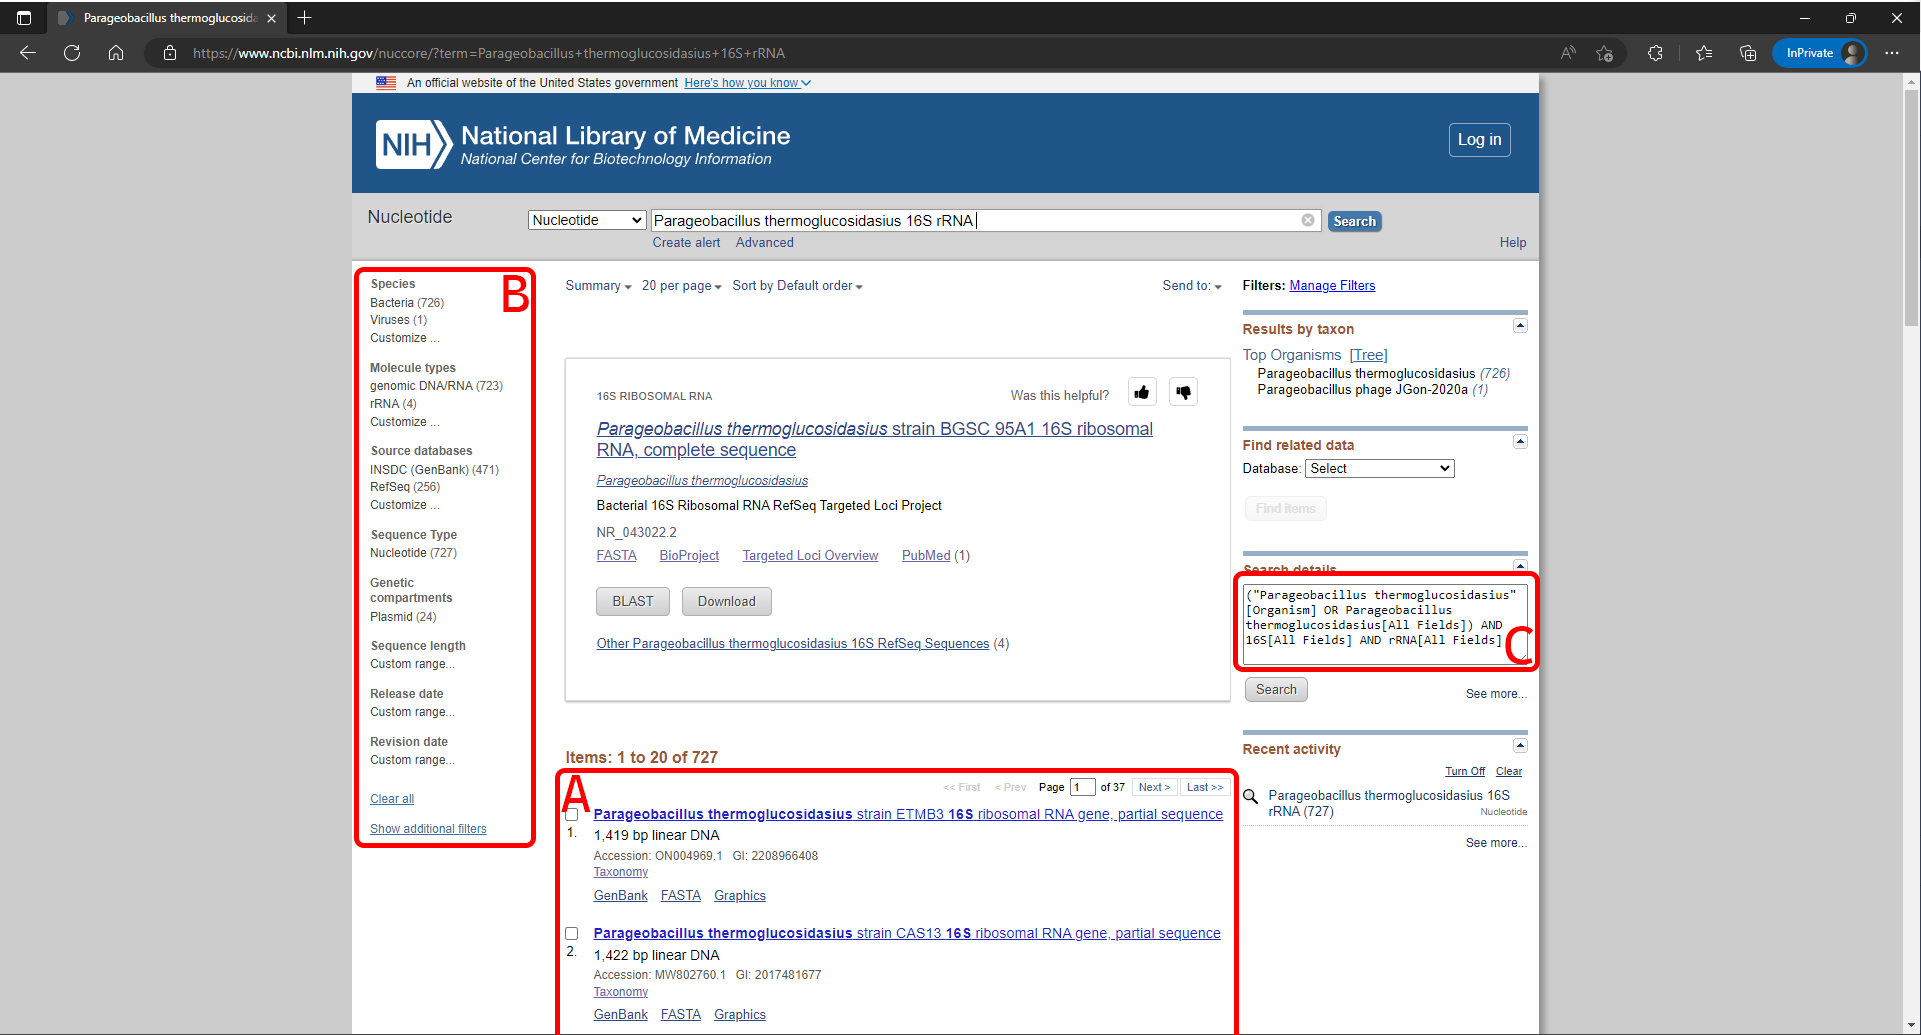 Parageobacillus thermoglucosida
https://www.ncbi.nlm.nih.gov/nuccore/?term=Parageobacillus+thermoglucosidasius+16S+rRNA
InPrivate
An official website of the United States government Here's how you know
NIH National Library of Medicine
National Center for Biotechnology Information
Log in
Nucleotide
Nucleotide
Parageobacillus thermoglucosidasius 16S rRNA
Search
Create alert Advanced
Help
B
Species
Bacteria (726)
Viruses (1)
Customize ...
Molecule types
genomic DNA/RNA (723)
rRNA (4)
Customize ...
Source databases
INSDC (GenBank) (471)
RefSeq (256)
Customize ...
Sequence Type
Nucleotide (727)
Genetic
compartments
Plasmid (24)
Sequence length
Custom range...
Release date
Custom range...
Revision date
Custom range...
Clear all
Show additional filters
Summary 20 per page Sort by Default order
Send to:
16S RIBOSOMAL RNA
Was this helpful?
Parageobacillus thermoglucosidasius strain BGSC 95A1 16S ribosomal
RNA, complete sequence
Parageobacillus thermoglucosidasius
Bacterial 16S Ribosomal RNA RefSeq Targeted Loci Project
NR_043022.2
FASTA BioProject Targeted Loci Overview PubMed (1)
BLAST Download
Other Parageobacillus thermoglucosidasius 16S RefSeq Sequences (4)
Items: 1 to 20 of 727
A
<< First < Prev Page 1 of 37 Next > Last >>
Parageobacillus thermoglucosidasius strain ETMB3 16S ribosomal RNA gene, partial sequence
1. 1,419 bp linear DNA
Accession: ON004969.1 GI: 2208966408
Taxonomy
GenBank FASTA Graphics
Parageobacillus thermoglucosidasius strain CAS13 16S ribosomal RNA gene, partial sequence
2. 1,422 bp linear DNA
Accession: MW802760.1 GI: 2017481677
Taxonomy
GenBank FASTA Graphics
Filters: Manage Filters
Results by taxon
Top Organisms [Tree]
Parageobacillus thermoglucosidasius (726)
Parageobacillus phage JGon-2020a (1)
Find related data
Database: Select
Find items
Search details
("Parageobacillus thermoglucosidasius"
[Organism] OR Parageobacillus
thermoglucosidasius[All Fields]) AND
16S[All Fields] AND rRNA[All Fields]
C
Search
See more...
Recent activity
Turn Off Clear
Parageobacillus thermoglucosidasius 16S
rRNA (727)
Nucleotide
See more...